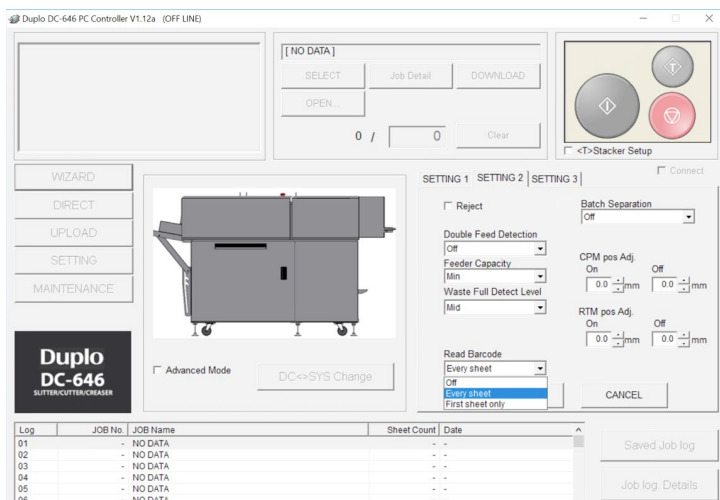 Duplo DC-646 PC Controller V1.12a (OFF LINE)
[ NO DATA ]
SELECT Job Detail DOWNLOAD
OPEN...
0 / 0 Clear
<T>Stacker Setup
Connect
WIZARD
DIRECT
UPLOAD
SETTING
MAINTENANCE
Duplo
DC-646
SLITTER/CUTTER/CREASER
Advanced Mode
DC<>SYS Change
SETTING 1 SETTING 2 SETTING 3
Reject
Batch Separation
Off
Double Feed Detection
Off
Feeder Capacity
Min
Waste Full Detect Level
Mid
CPM pos Adj.
On Off
0.0 mm 0.0 mm
RTM pos Adj.
On Off
0.0 mm 0.0 mm
Read Barcode
Every sheet
Off
Every sheet
First sheet only
CANCEL
Log JOB No. JOB Name Sheet Count Date
01 - NO DATA - -
02 - NO DATA - -
03 - NO DATA - -
04 - NO DATA - -
05 - NO DATA - -
Saved Job log
Job log. Details